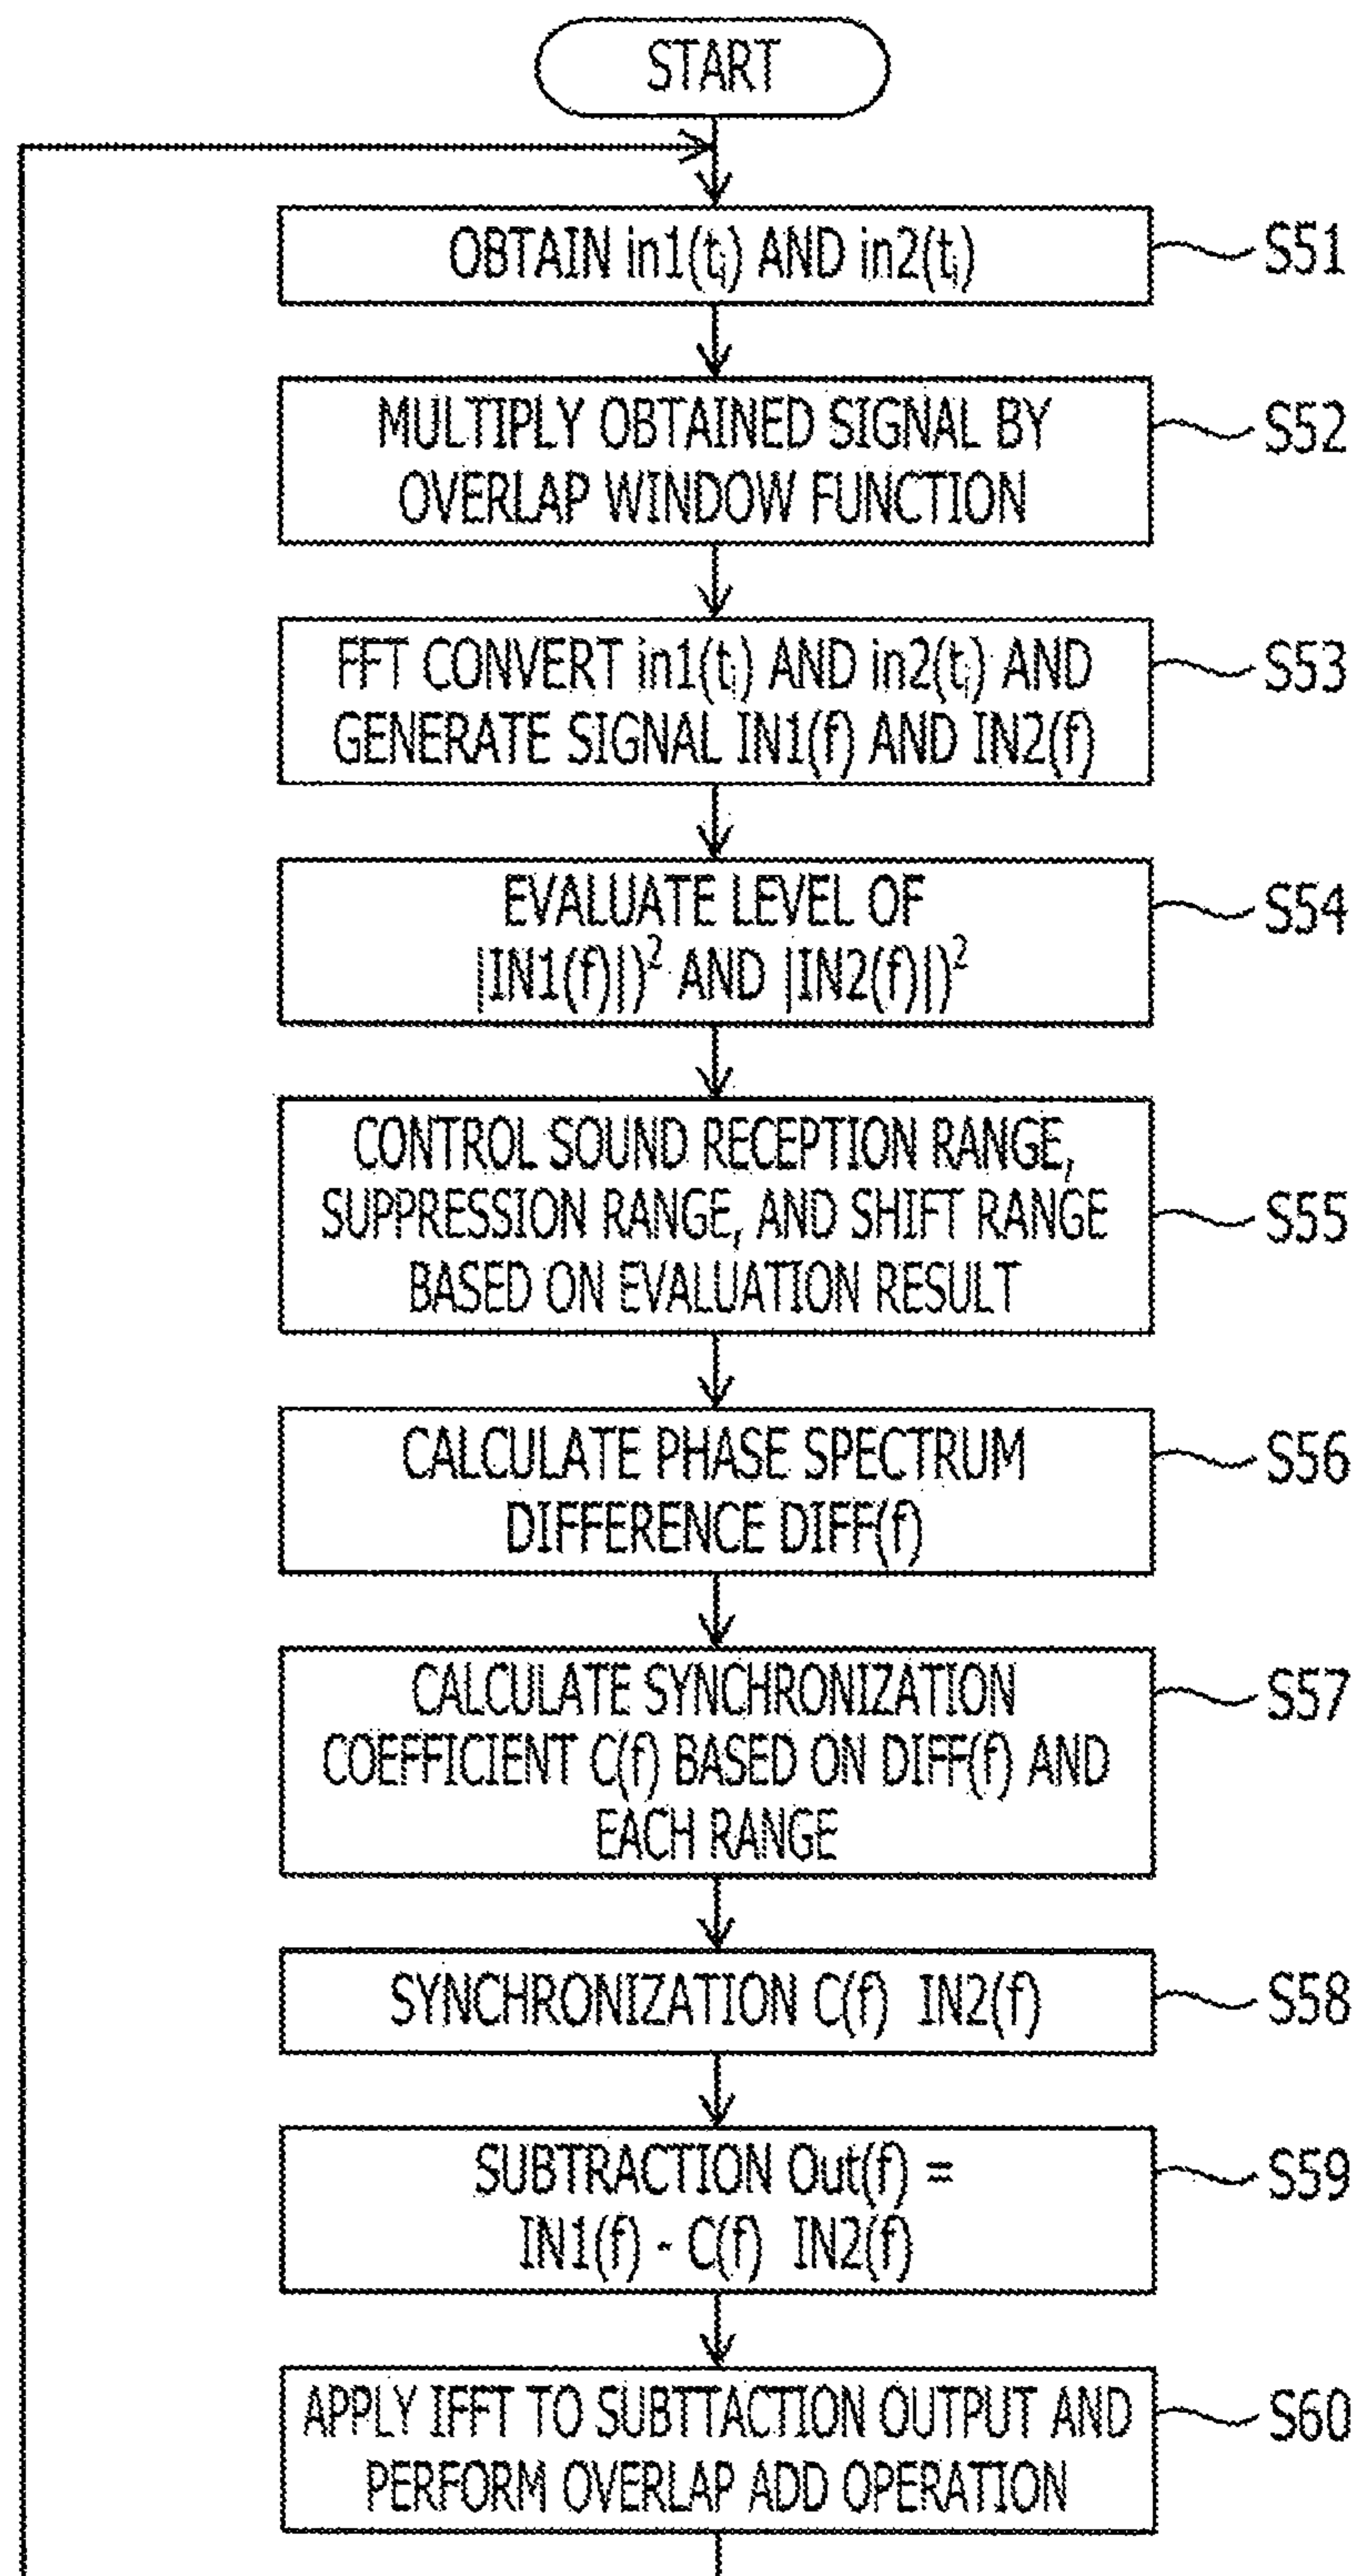 START
OBTAIN in1(tᵢ) AND in2(tᵢ)
S51
MULTIPLY OBTAINED SIGNAL BY
OVERLAP WINDOW FUNCTION
S52
FFT CONVERT in1(tᵢ) AND in2(tᵢ) AND
GENERATE SIGNAL IN1(f) AND IN2(f)
S53
EVALUATE LEVEL OF
|IN1(f)|)² AND |IN2(f)|)²
S54
CONTROL SOUND RECEPTION RANGE,
SUPPRESSION RANGE, AND SHIFT RANGE
BASED ON EVALUATION RESULT
S55
CALCULATE PHASE SPECTRUM
DIFFERENCE DIFF(f)
S56
CALCULATE SYNCHRONIZATION
COEFFICIENT C(f) BASED ON DIFF(f) AND
EACH RANGE
S57
SYNCHRONIZATION C(f) IN2(f)
S58
SUBTRACTION Out(f) =
IN1(f) - C(f) IN2(f)
S59
APPLY IFFT TO SUBTTACTION OUTPUT AND
PERFORM OVERLAP ADD OPERATION
S60